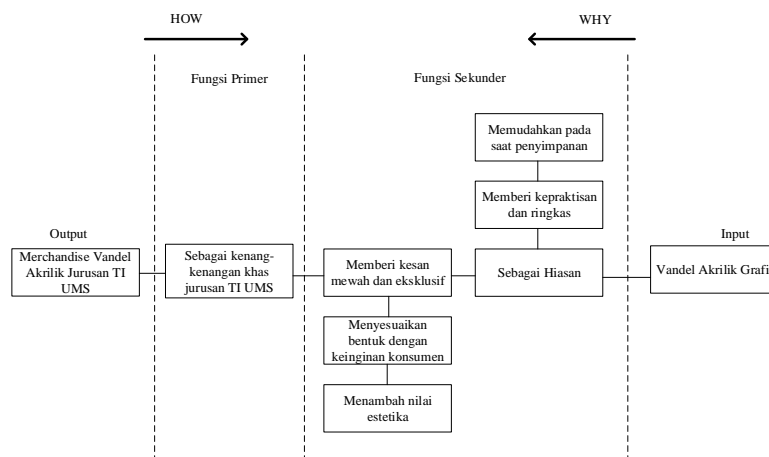 HOW
WHY
Fungsi Primer
Fungsi Sekunder
Memudahkan pada
saat penyimpanan
Memberi kepraktisan
dan ringkas
Output
Input
Merchandise Vandel
Akrilik Jurusan TI
UMS
Sebagai kenang-
kenangan khas
jurusan TI UMS
Memberi kesan
mewah dan eksklusif
Sebagai Hiasan
Vandel Akrilik Grafi
Menyesuaikan
bentuk dengan
keinginan konsumen
Menambah nilai
estetika